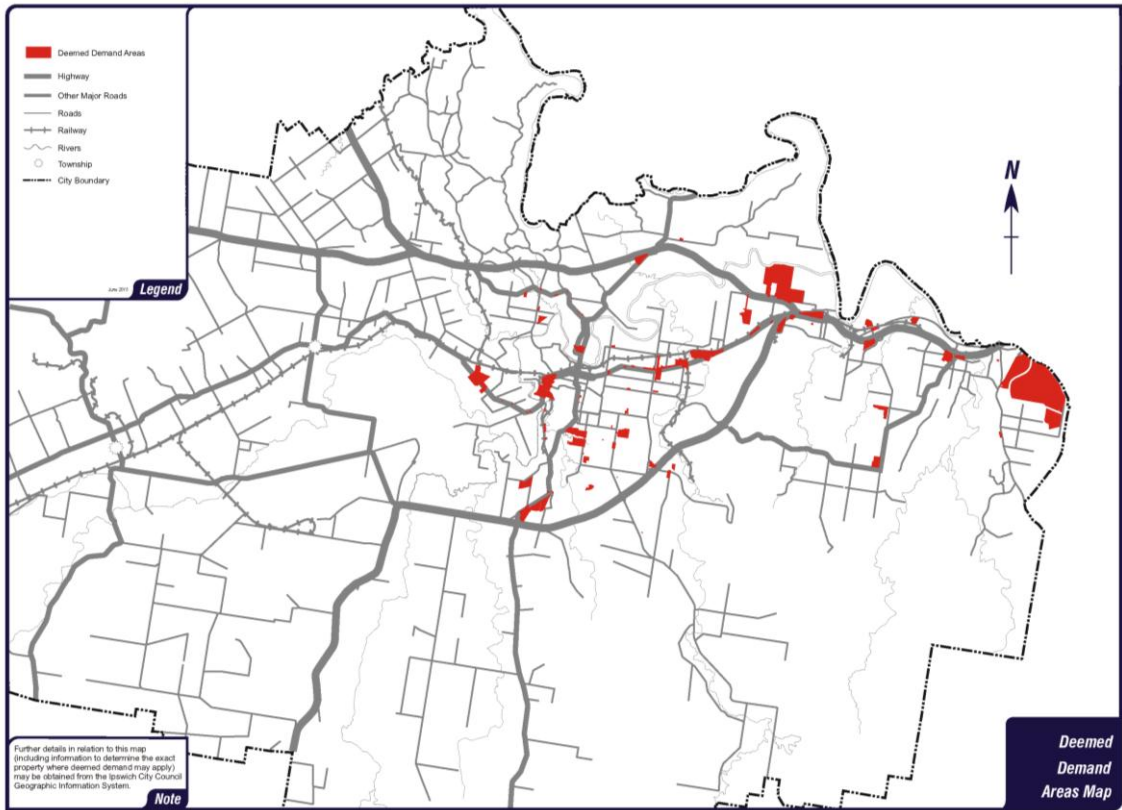 Deemed Demand Areas
Highway
Other Major Roads
Roads
Railway
Rivers
Township
City Boundary
June 2011
Legend
N
Further details in relation to this map
(including information to determine the exact
property where deemed demand may apply)
may be obtained from the Ipswich City Council
Geographic Information System.
Note
Deemed
Demand
Areas Map